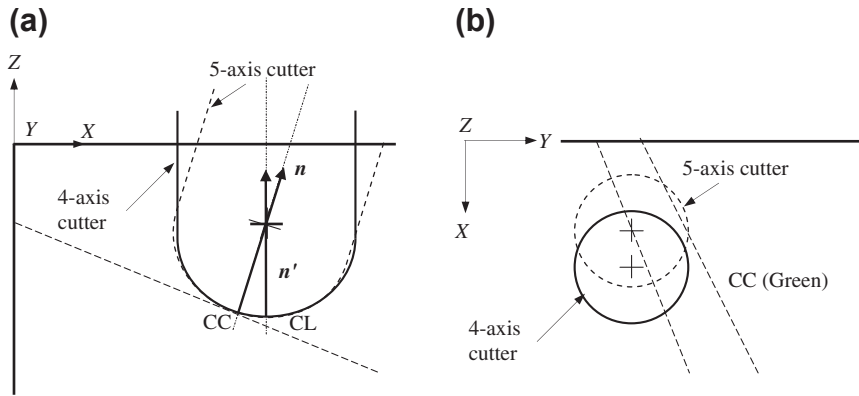 (a)
Z
5-axis cutter
Y
X
n
4-axis
cutter
n'
CC
CL
(b)
Z
Y
5-axis cutter
X
CC (Green)
4-axis
cutter